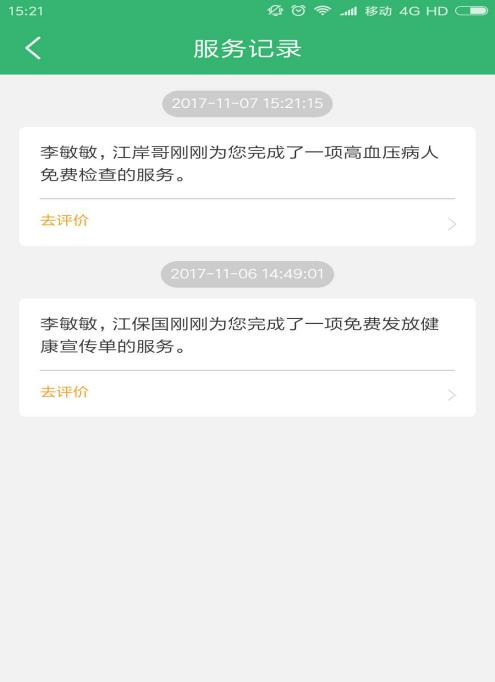 15:21 移动 4G HD
服务记录
2017-11-07 15:21:15
李敏敏，江岸哥刚刚为您完成了一项高血压病人
免费检查的服务。
去评价
2017-11-06 14:49:01
李敏敏，江保国刚刚为您完成了一项免费发放健
康宣传单的服务。
去评价